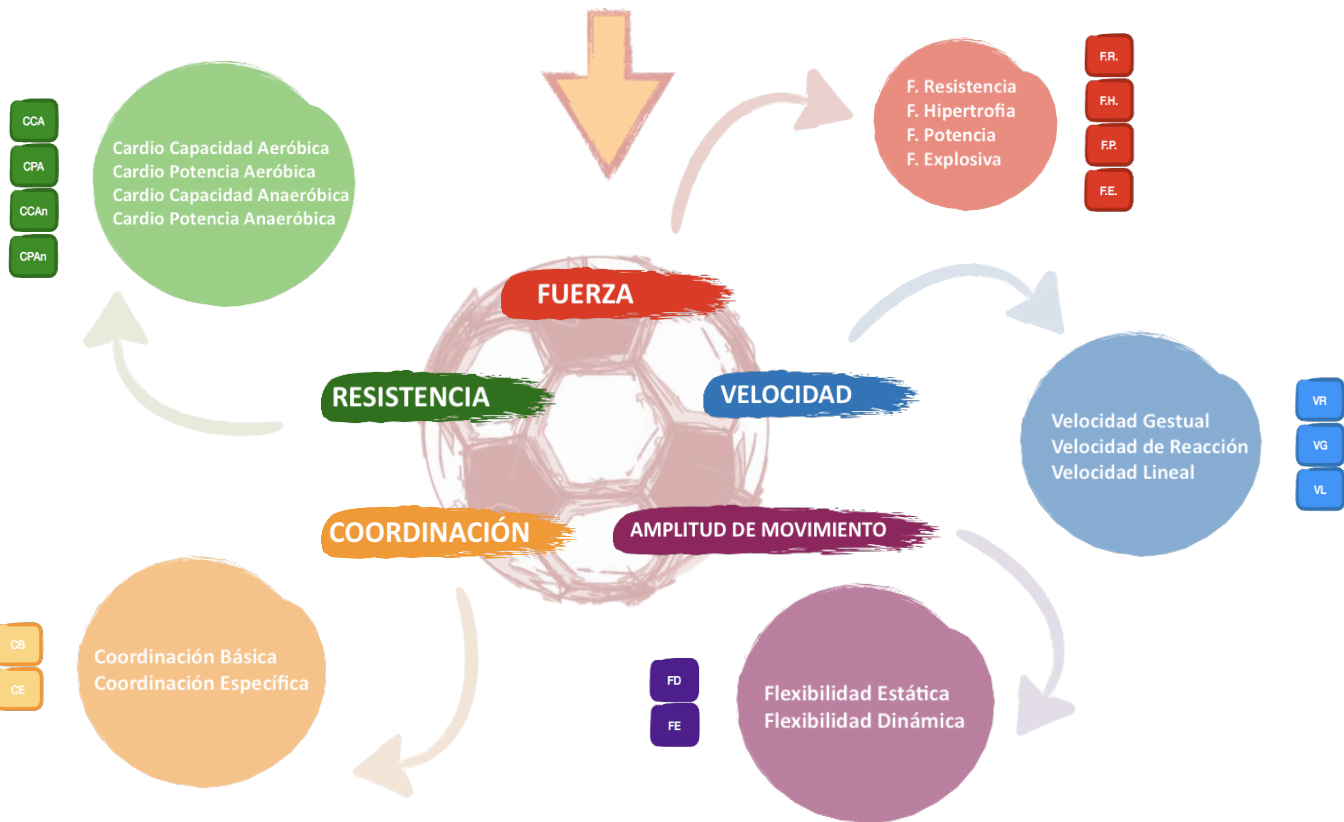 F. Resistencia
F. Hipertrofia
F. Potencia
F. Explosiva
F.R.
F.H.
F.P.
F.E.
CCA
CPA
CCAn
CPAn
Cardio Capacidad Aeróbica
Cardio Potencia Aeróbica
Cardio Capacidad Anaeróbica
Cardio Potencia Anaeróbica
FUERZA
RESISTENCIA
VELOCIDAD
Velocidad Gestual
Velocidad de Reacción
Velocidad Lineal
VR
VG
VL
COORDINACIÓN
AMPLITUD DE MOVIMIENTO
CB
CE
Coordinación Básica
Coordinación Específica
FD
FE
Flexibilidad Estática
Flexibilidad Dinámica